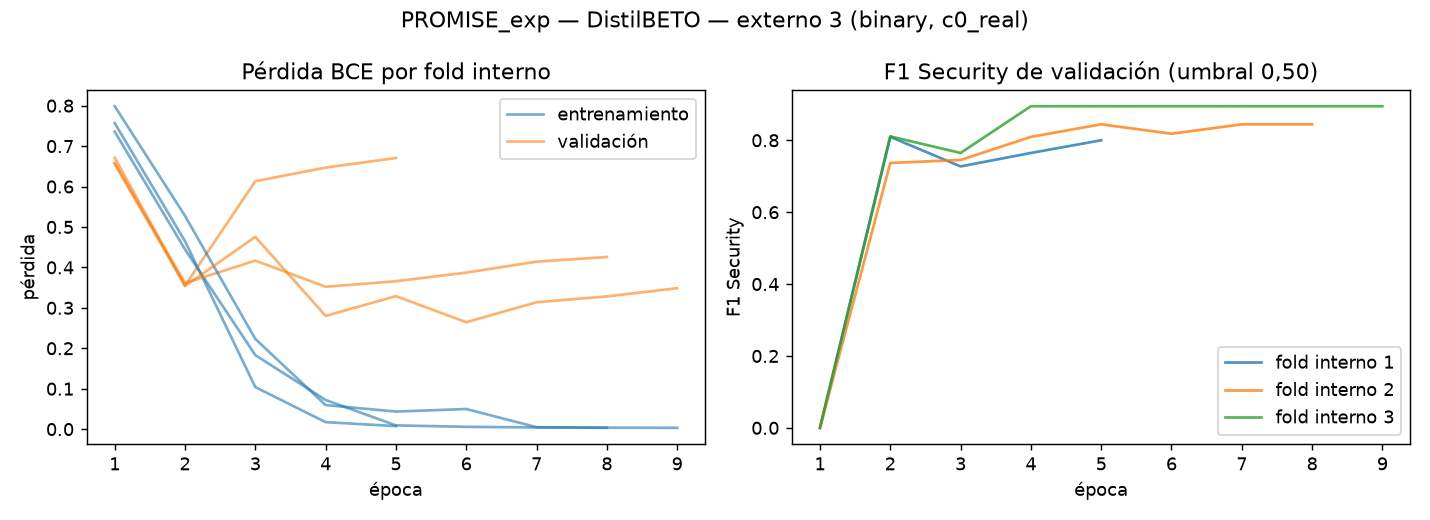 PROMISE_exp — DistilBETO — externo 3 (binary, c0_real)
Pérdida BCE por fold interno
pérdida
0.8
0.7
0.6
0.5
0.4
0.3
0.2
0.1
0.0
entrenamiento
validación
1 2 3 4 5 6 7 8 9
época
F1 Security de validación (umbral 0,50)
F1 Security
0.8
0.6
0.4
0.2
0.0
fold interno 1
fold interno 2
fold interno 3
1 2 3 4 5 6 7 8 9
época